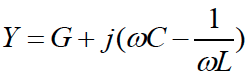 Y = G + j(ωC − 1/(ωL))